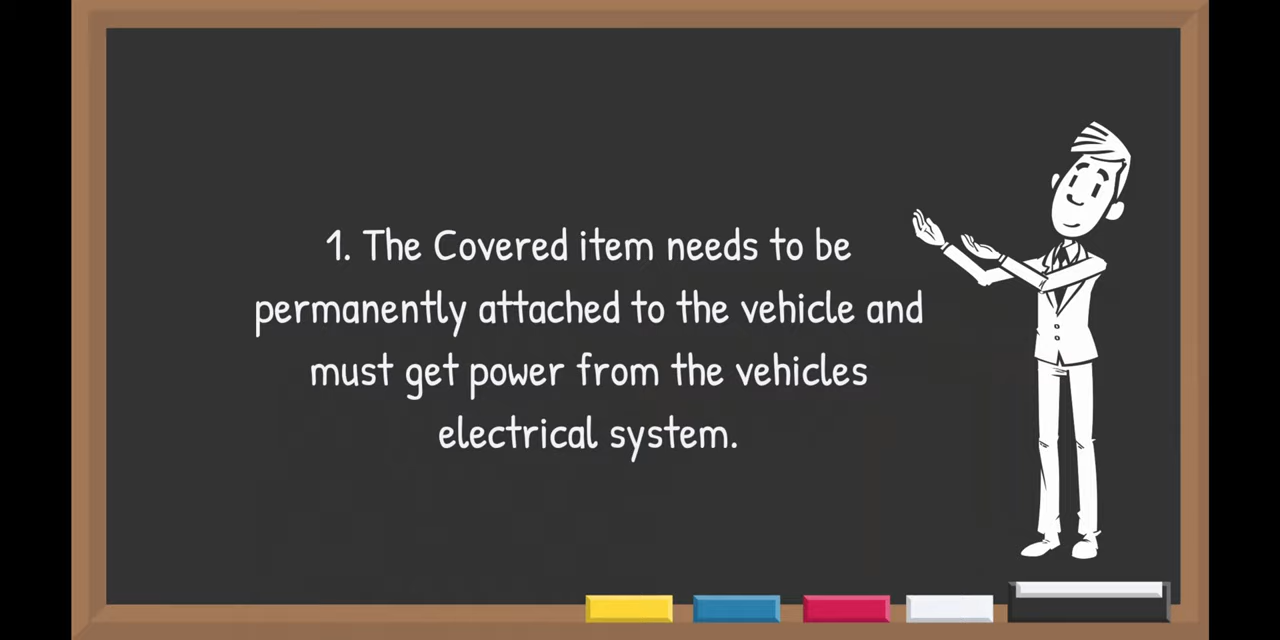 1. The Covered item needs to be
permanently attached to the vehicle and
must get power from the vehicles
electrical system.